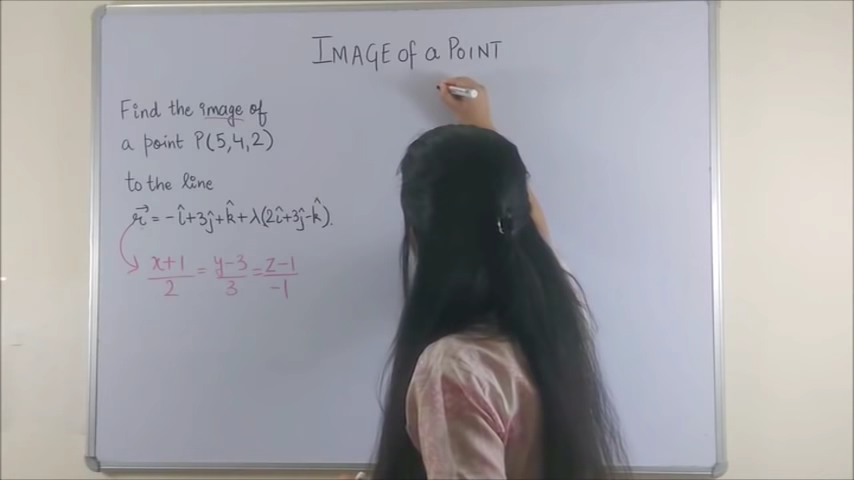 IMAGE of a POINT
Find the image of
a point P(5,4,2)
to the line
r⃗ = -î+3ĵ+k̂+λ(2î+3ĵ-k̂).
x+1/2 = y-3/3 = z-1/-1